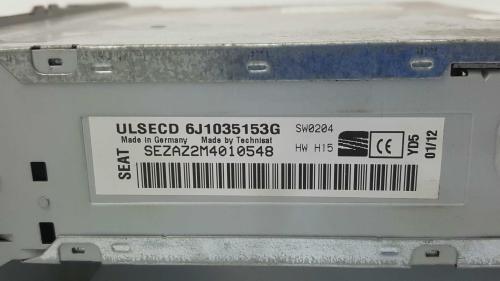 ULSECD 6J1035153G SW0204
Made in Germany Made by Technisat
SEZAZ2M4010548 HW H15
SEAT
CE
YD5
01/12